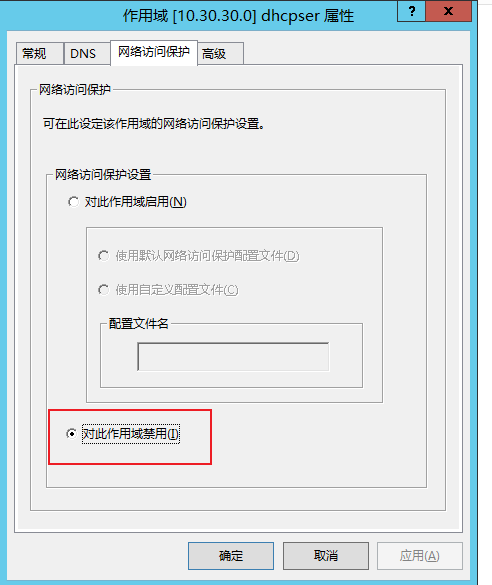 作用域 [10.30.30.0] dhcpser 属性
?
X
常规
DNS
网络访问保护
高级
网络访问保护
可在此设定该作用域的网络访问保护设置。
网络访问保护设置
对此作用域启用(N)
使用默认网络访问保护配置文件(D)
使用自定义配置文件(C)
配置文件名
对此作用域禁用(I)
确定
取消
应用(A)